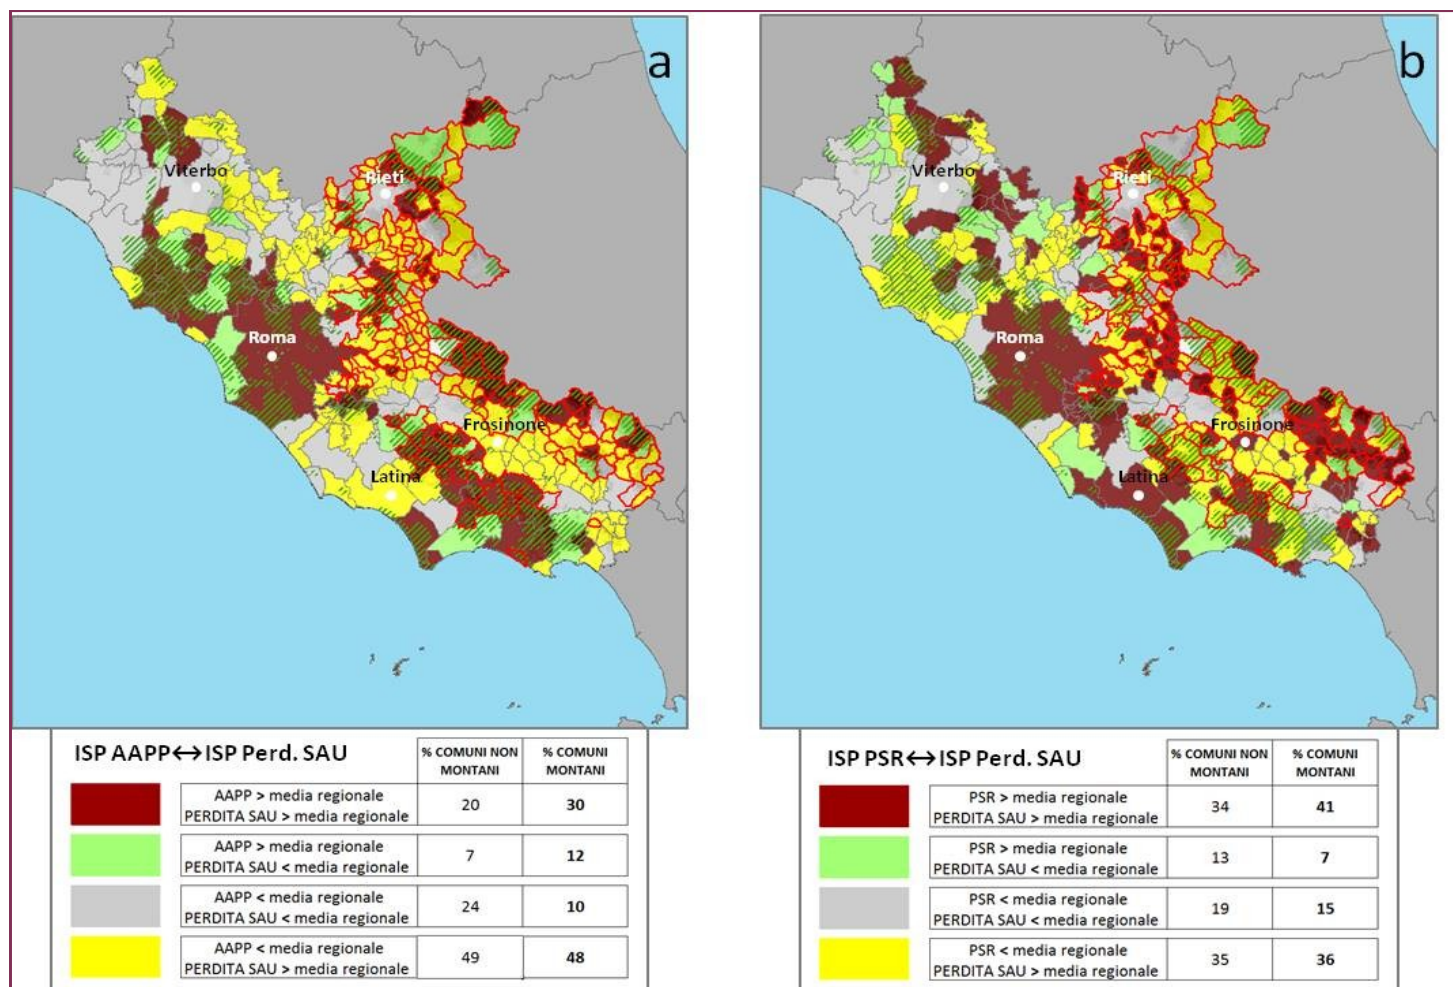 a
Viterbo
Rieti
Roma
Frosinone
Latina
ISP AAPP↔ISP Perd. SAU
% COMUNI NON
MONTANI
% COMUNI
MONTANI
AAPP > media regionale
PERDITA SAU > media regionale
20
30
AAPP > media regionale
PERDITA SAU < media regionale
7
12
AAPP < media regionale
PERDITA SAU < media regionale
24
10
AAPP < media regionale
PERDITA SAU > media regionale
49
48
b
Viterbo
Rieti
Roma
Frosinone
Latina
ISP PSR↔ISP Perd. SAU
% COMUNI NON
MONTANI
% COMUNI
MONTANI
PSR > media regionale
PERDITA SAU > media regionale
34
41
PSR > media regionale
PERDITA SAU < media regionale
13
7
PSR < media regionale
PERDITA SAU < media regionale
19
15
PSR < media regionale
PERDITA SAU > media regionale
35
36